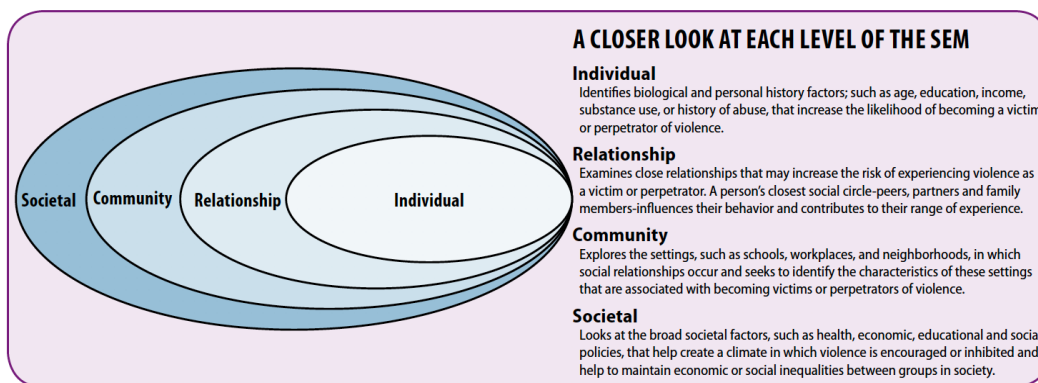 A CLOSER LOOK AT EACH LEVEL OF THE SEM
Individual
Identifies biological and personal history factors; such as age, education, income,
substance use, or history of abuse, that increase the likelihood of becoming a victim
or perpetrator of violence.
Relationship
Examines close relationships that may increase the risk of experiencing violence as
a victim or perpetrator. A person's closest social circle-peers, partners and family
members-influences their behavior and contributes to their range of experience.
Community
Explores the settings, such as schools, workplaces, and neighborhoods, in which
social relationships occur and seeks to identify the characteristics of these settings
that are associated with becoming victims or perpetrators of violence.
Societal
Looks at the broad societal factors, such as health, economic, educational and social
policies, that help create a climate in which violence is encouraged or inhibited and
help to maintain economic or social inequalities between groups in society.
Societal Community Relationship Individual